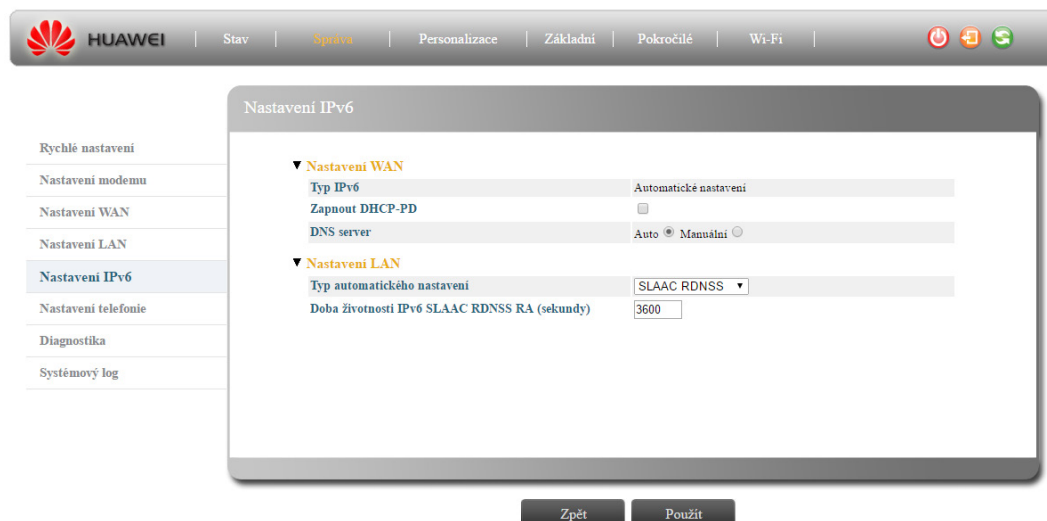 HUAWEI | Stav | Správa | Personalizace | Základní | Pokročilé | Wi-Fi |
Nastavení IPv6
Rychlé nastavení
Nastavení modemu
Nastavení WAN
Nastavení LAN
Nastavení IPv6
Nastavení telefonie
Diagnostika
Systémový log
Nastavení WAN
Typ IPv6 Automatické nastavení
Zapnout DHCP-PD
DNS server Auto Manuální
Nastavení LAN
Typ automatického nastavení SLAAC RDNSS
Doba životnosti IPv6 SLAAC RDNSS RA (sekundy) 3600
Zpět Použít